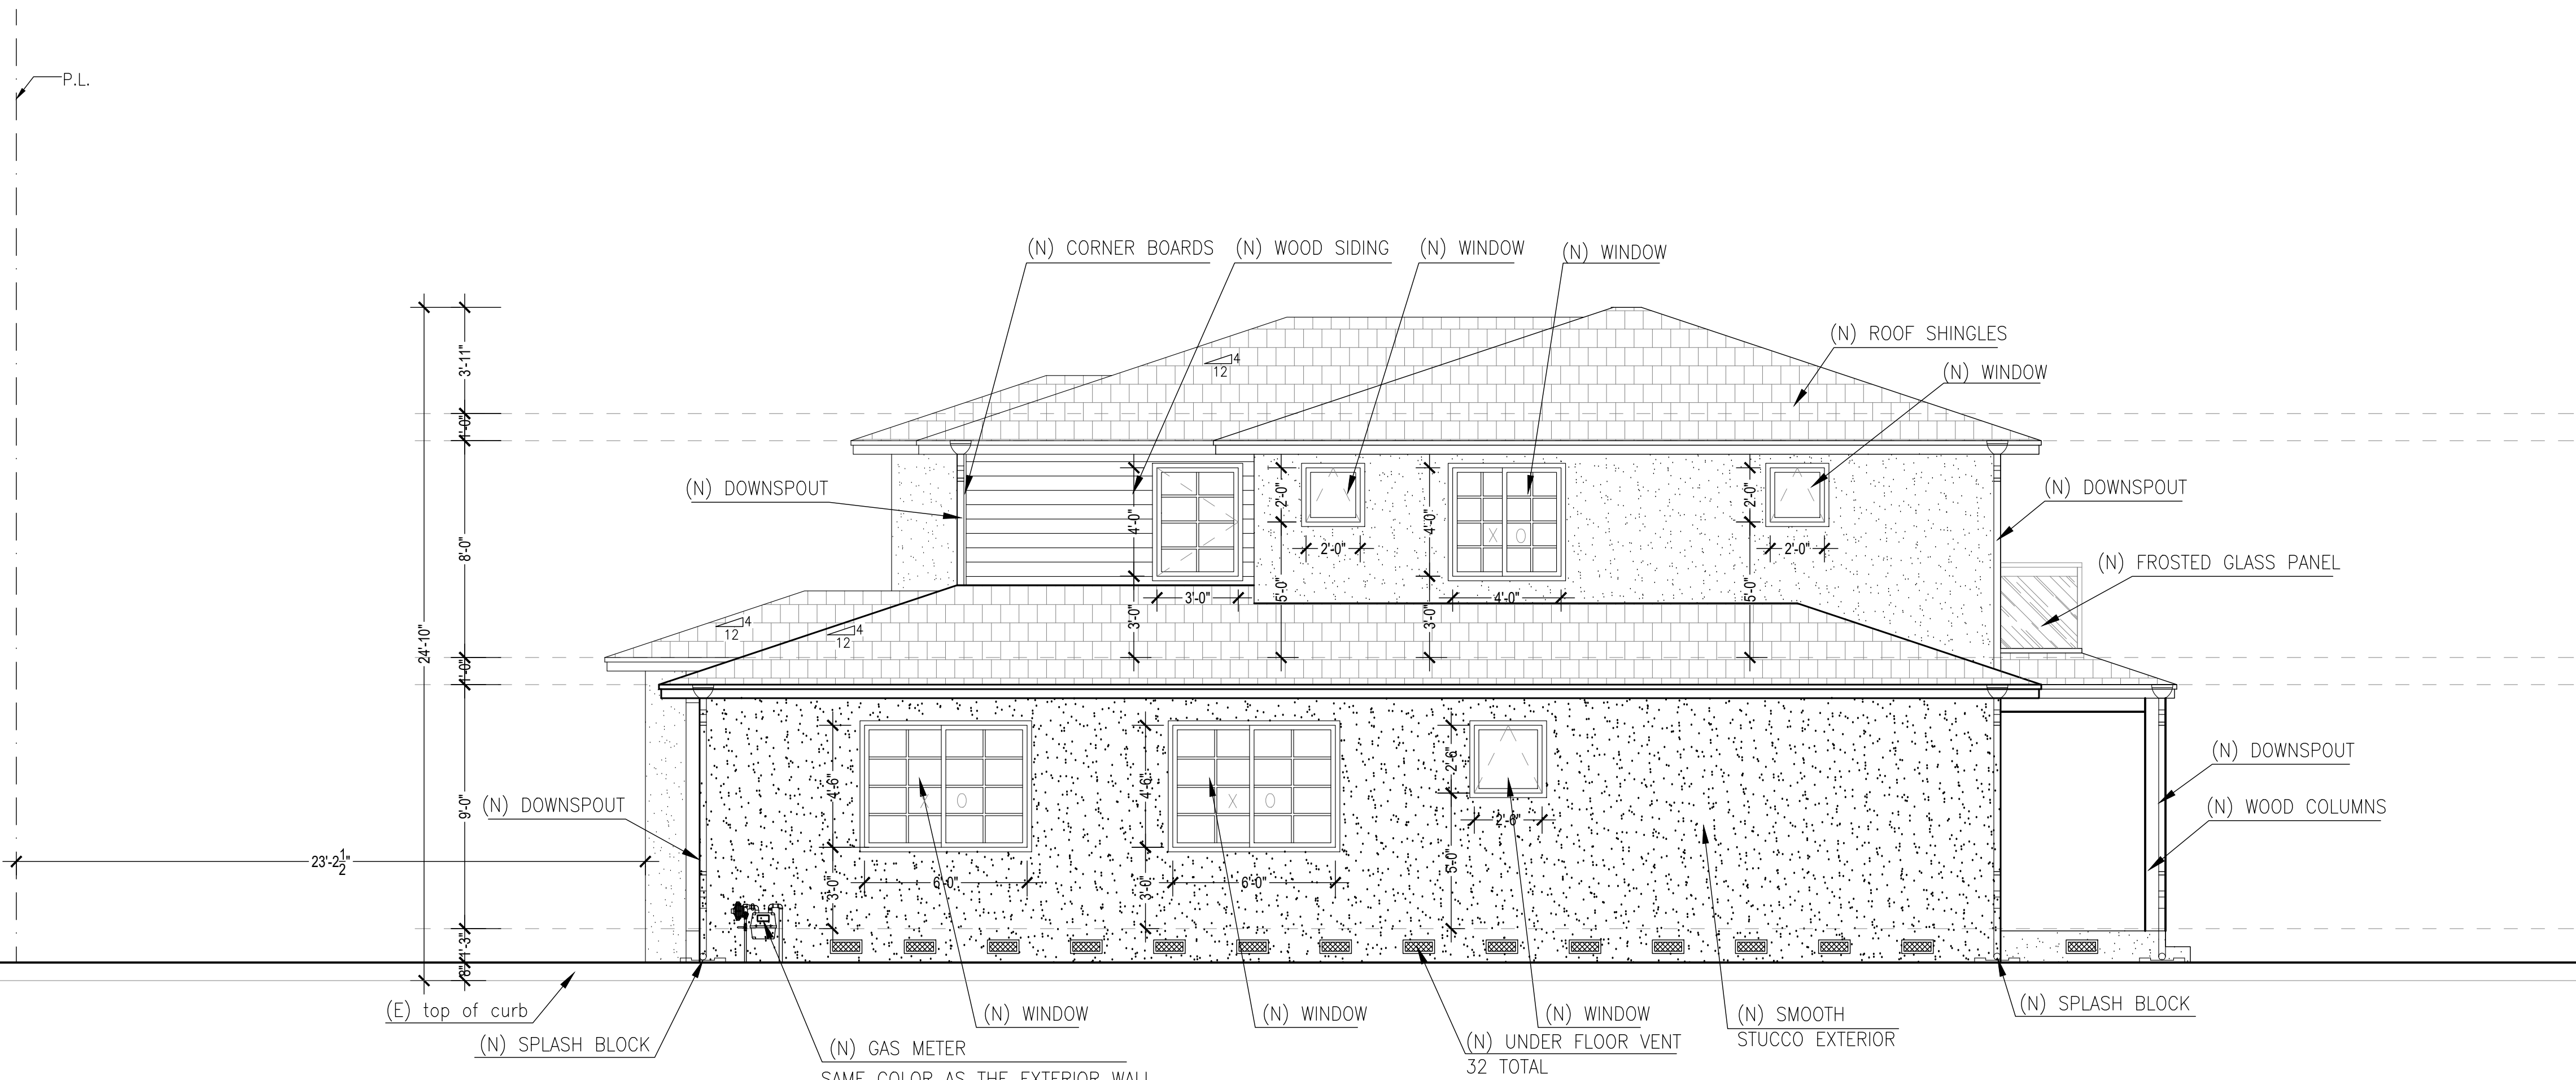 P.L.
(N) CORNER BOARDS
(N) WOOD SIDING
(N) WINDOW
(N) WINDOW
(N) ROOF SHINGLES
(N) WINDOW
4
12
3'-11"
1'-0"
8'-0"
24'-10"
1'-0"
9'-0"
1'-3"
8"
23'-2 1/2"
(N) DOWNSPOUT
(N) DOWNSPOUT
(N) FROSTED GLASS PANEL
4'-0"
3'-0"
3'-0"
2'-0"
2'-0"
5'-0"
4'-0"
X O
4'-0"
3'-0"
2'-0"
2'-0"
5'-0"
4
12
4
12
(N) DOWNSPOUT
(N) DOWNSPOUT
(N) WOOD COLUMNS
4'-6"
X O
6'-0"
3'-0"
4'-6"
X O
6'-0"
3'-0"
2'-6"
2'-6"
5'-0"
(E) top of curb
(N) SPLASH BLOCK
(N) GAS METER
SAME COLOR AS THE EXTERIOR WALL
(N) WINDOW
(N) WINDOW
(N) UNDER FLOOR VENT
32 TOTAL
(N) WINDOW
(N) SMOOTH
STUCCO EXTERIOR
(N) SPLASH BLOCK